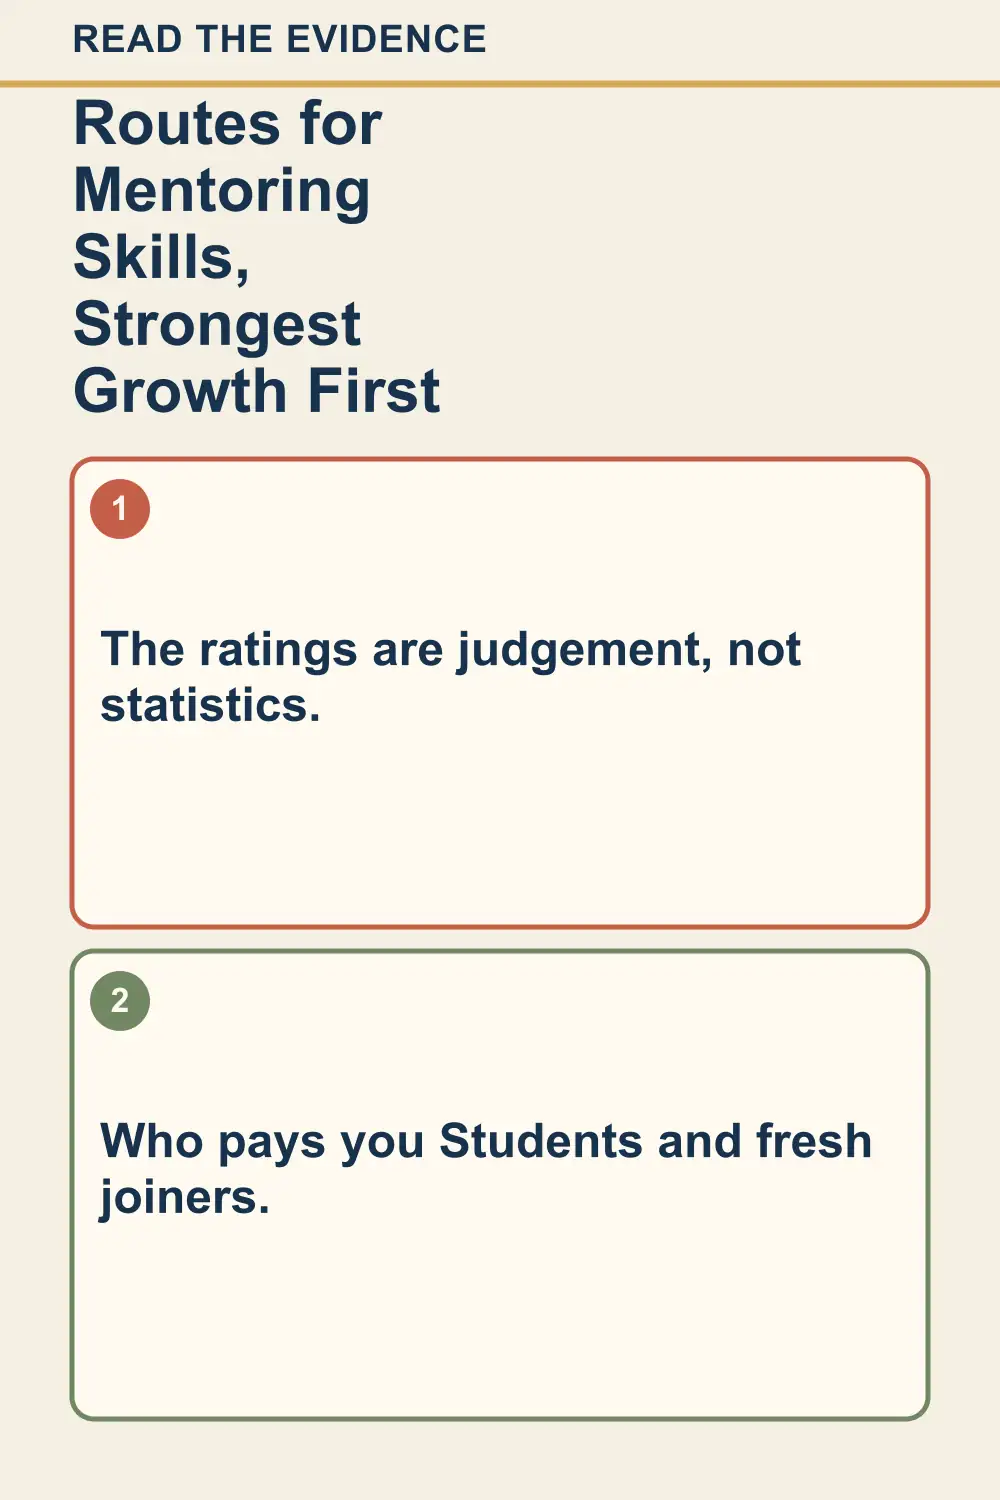 READ THE EVIDENCE
Routes for
Mentoring
Skills,
Strongest
Growth First
1
The ratings are judgement, not
statistics.
2
Who pays you Students and fresh
joiners.